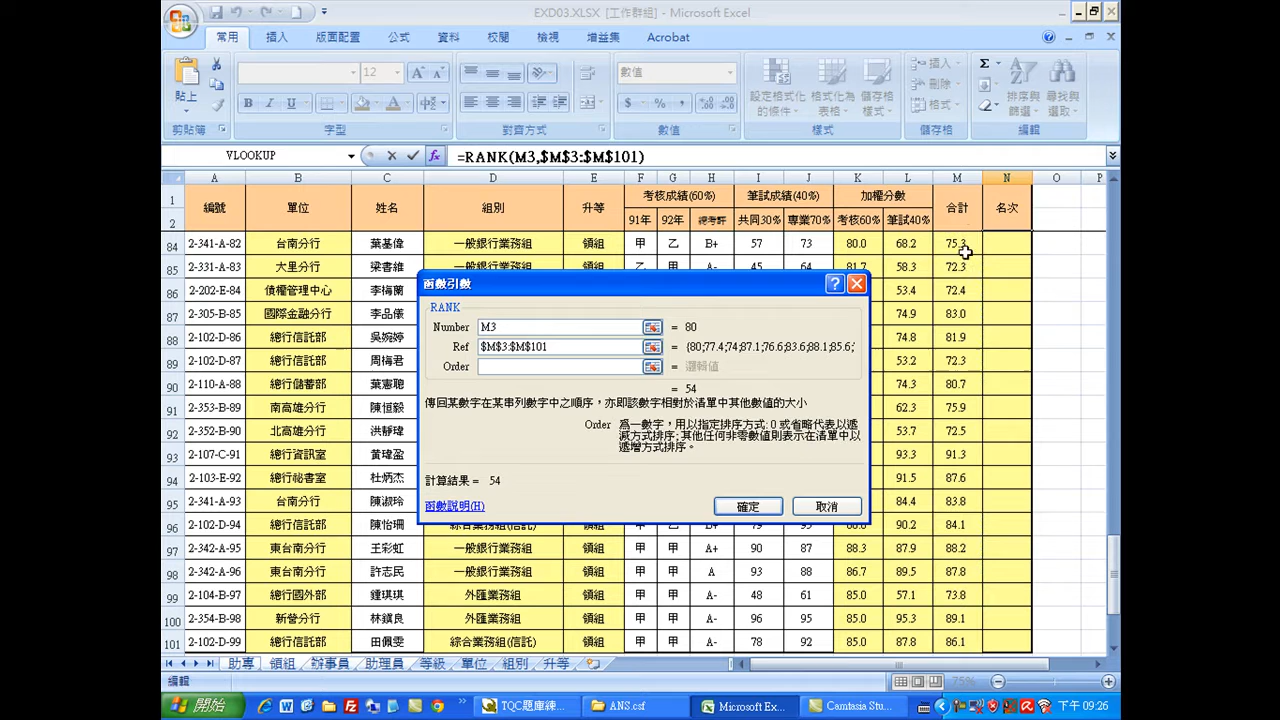 EXD03.XLSX [工作群組] - Microsoft Excel
常用 插入 版面配置 公式 資料 校閱 檢視 增益集 Acrobat
貼上 12 B I U 數值 $ % , 設定格式化的條件 格式化為表格 儲存格樣式 插入 刪除 格式 Σ 排序與篩選 尋找與選取
剪貼簿 字型 對齊方式 數值 樣式 儲存格 編輯
VLOOKUP =RANK(M3,$M$3:$M$101)
A B C D E F G H I J K L M N O P
1 編號 單位 姓名 組別 升等 考核成績(60%) 筆試成績(40%) 加權分數 合計 名次
2 91年 92年 總考評 共同30% 專業70% 考核60% 筆試40%
84 2-341-A-82 台南分行 葉基偉 一般銀行業務組 領組 甲 乙 B+ 57 73 80.0 68.2 75.3
85 2-331-A-83 大里分行 梁書維 一般銀行業務組 領組 乙 甲 A- 45 64 81.7 58.3 72.3
86 2-202-E-84 債權管理中心 李梅蘭 53.4 72.4
87 2-305-B-85 國際金融分行 李品儀 74.9 83.0
88 2-102-D-86 總行信託部 吳婉婷 88.5 74.9 81.9
89 2-102-D-87 總行信託部 周梅君 53.2 72.3
90 2-110-A-88 總行儲蓄部 葉憲聰 74.3 80.7
91 2-353-B-89 南高雄分行 陳恒毅 62.3 75.9
92 2-352-B-90 北高雄分行 洪靜瑋 53.7 72.5
93 2-107-C-91 總行資訊室 黃瑋盈 93.3 91.3
94 2-103-E-92 總行祕書室 杜炳杰 91.5 87.6
95 2-341-A-93 台南分行 陳淑玲 84.4 83.8
96 2-102-D-94 總行信託部 陳怡珊 綜合業務組(信託) 領組 甲 乙 B+ 79 95 80.0 90.2 84.1
97 2-342-A-95 東台南分行 王彩虹 一般銀行業務組 領組 甲 甲 A+ 90 87 88.3 87.9 88.2
98 2-342-A-96 東台南分行 許志民 一般銀行業務組 領組 甲 甲 A 93 88 86.7 89.5 87.8
99 2-104-B-97 總行國外部 鍾琪琪 外匯業務組 領組 甲 甲 A- 48 61 85.0 57.1 73.8
100 2-354-B-98 新營分行 林鎮良 外匯業務組 領組 甲 甲 A- 96 95 85.0 95.3 89.1
101 2-102-D-99 總行信託部 田佩雯 綜合業務組(信託) 領組 甲 甲 A- 78 92 85.0 87.8 86.1
函數引數
RANK
Number M3 = 80
Ref $M$3:$M$101 = {80;77.4;74;87.1;76.6;83.6;88.1;85.6;
Order = 邏輯值
= 54
傳回某數字在某串列數字中之順序，亦即該數字相對於清單中其他數值的大小
Order 為一數字，用以指定排序方式: 0 或省略代表以遞
減方式排序; 其他任何非零數值則表示在清單中以
遞增方式排序。
計算結果 = 54
函數說明(H) 確定 取消
助專 領組 辦事員 助理員 等級 單位 組別 升等
編輯 75%
開始 TQC題庫練... ANS.csf Microsoft Ex... Camtasia Stu... 下午 09:26